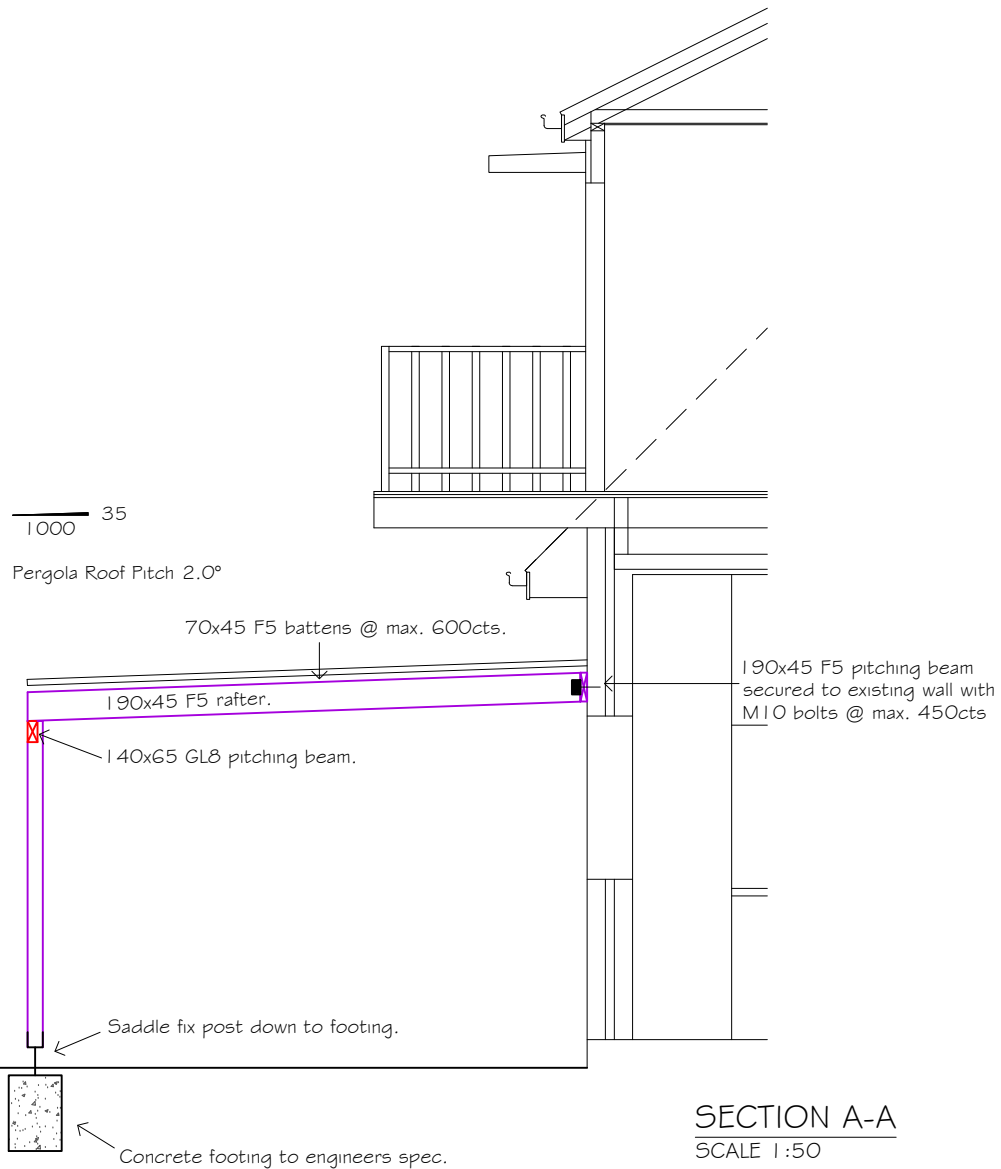 35
1000
Pergola Roof Pitch 2.0°
70x45 F5 battens @ max. 600cts.
190x45 F5 rafter.
190x45 F5 pitching beam
secured to existing wall with
M10 bolts @ max. 450cts
140x65 GL8 pitching beam.
Saddle fix post down to footing.
Concrete footing to engineers spec.
SECTION A-A
SCALE 1:50